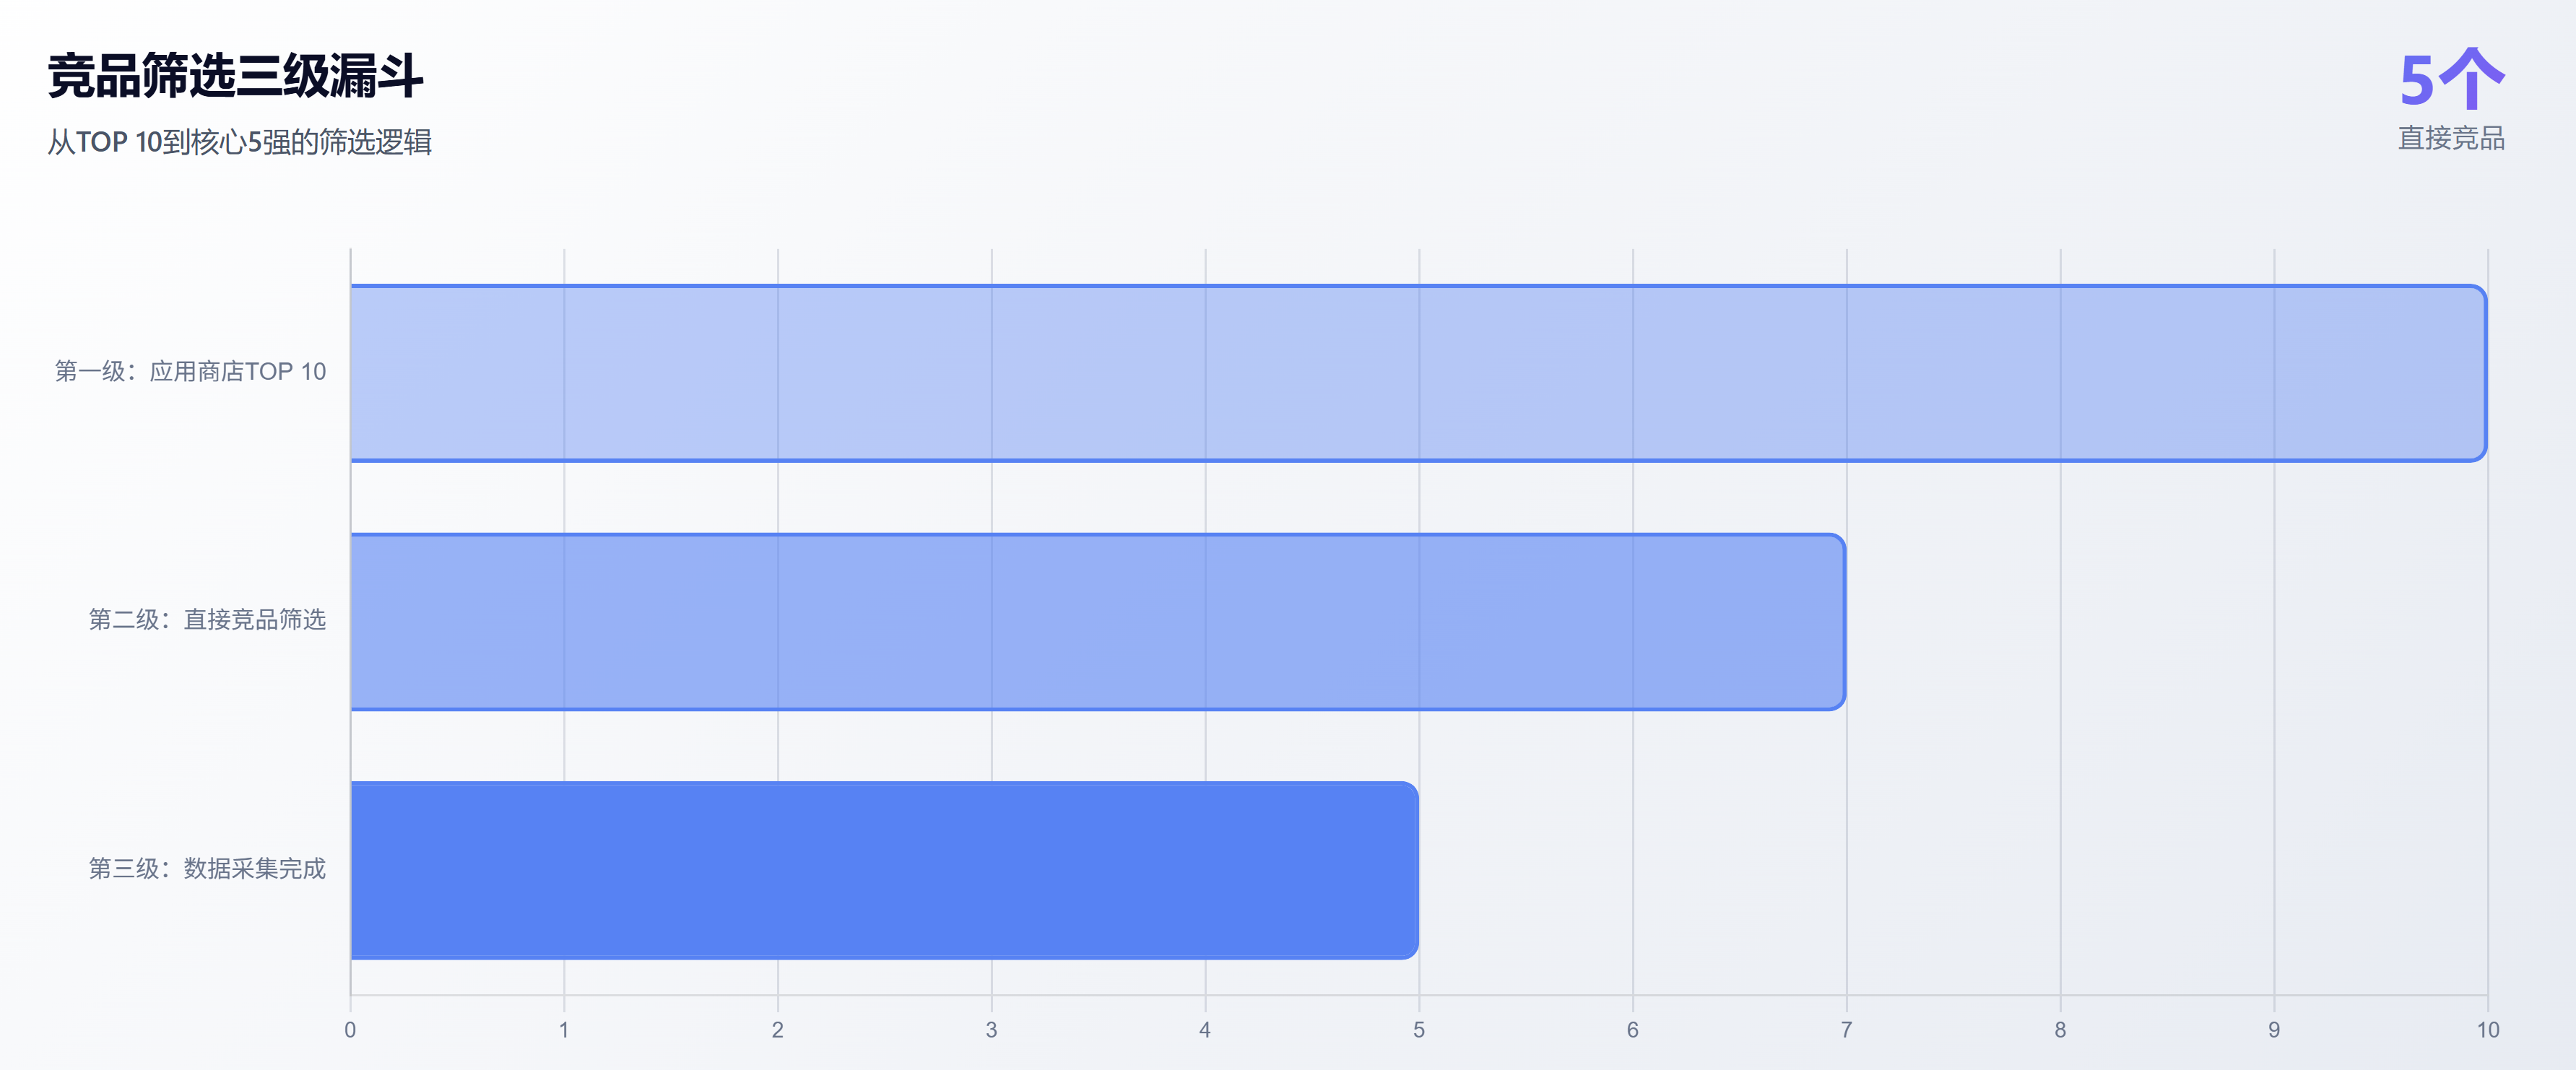 竞品筛选三级漏斗
从TOP 10到核心5强的筛选逻辑
5个
直接竞品
第一级：应用商店TOP 10
第二级：直接竞品筛选
第三级：数据采集完成
0 1 2 3 4 5 6 7 8 9 10